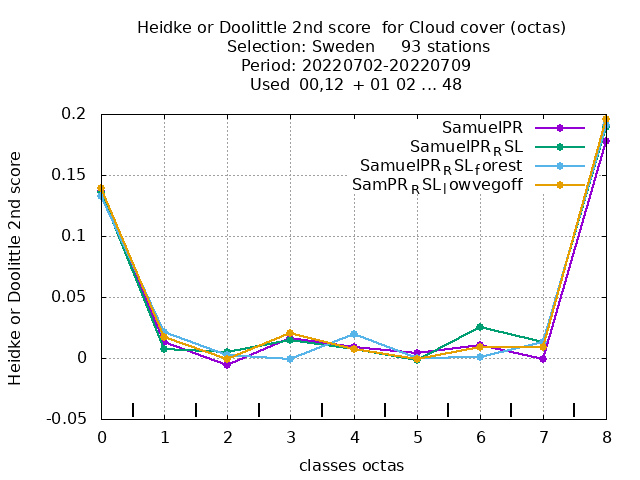 Heidke or Doolittle 2nd score  for Cloud cover (octas)
Selection: Sweden     93 stations
Period: 20220702-20220709
Used  00,12  + 01 02 ... 48
SamuelPR
SamuelPR_RSL
SamuelPR_RSL_forest
SamPR_RSL_lowvegoff
0.2
0.15
0.1
0.05
0
-0.05
Heidke or Doolittle 2nd score
0 1 2 3 4 5 6 7 8
classes octas